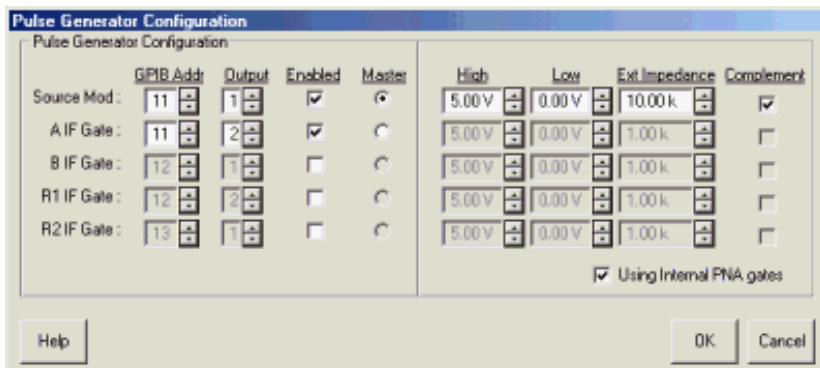 Pulse Generator Configuration
Pulse Generator Configuration
GPIB Addr Output Enabled Master High Low Ext Impedance Complement
Source Mod : 11 1 5.00 V 0.00 V 10.00 k
A IF Gate : 11 2 5.00 V 0.00 V 1.00 k
B IF Gate : 12 1 5.00 V 0.00 V 1.00 k
R1 IF Gate : 12 2 5.00 V 0.00 V 1.00 k
R2 IF Gate : 13 1 5.00 V 0.00 V 1.00 k
Using Internal PNA gates
Help OK Cancel